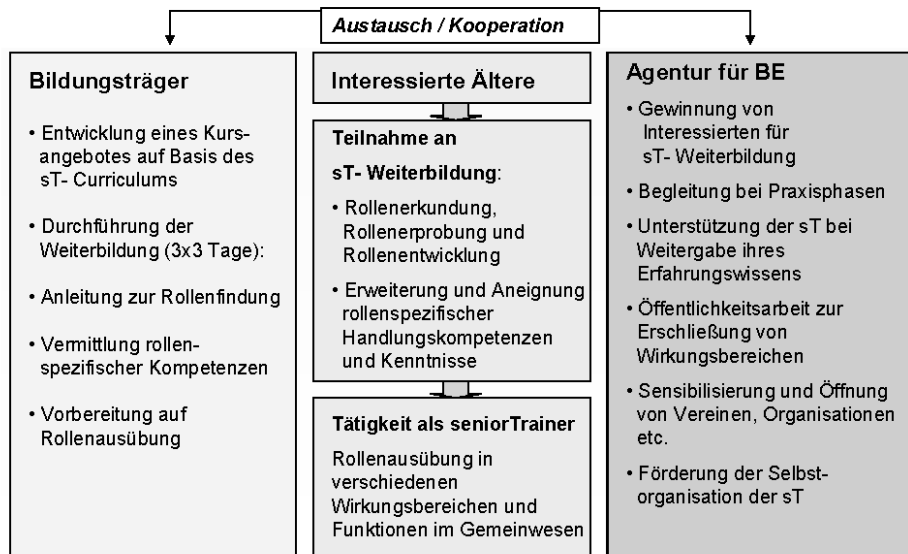 Austausch / Kooperation
Bildungsträger
• Entwicklung eines Kurs-
angebotes auf Basis des
sT- Curriculums
• Durchführung der
Weiterbildung (3x3 Tage):
• Anleitung zur Rollenfindung
• Vermittlung rollen-
spezifischer Kompetenzen
• Vorbereitung auf
Rollenausübung
Interessierte Ältere
Teilnahme an
sT- Weiterbildung:
• Rollenerkundung,
Rollenerprobung und
Rollenentwicklung
• Erweiterung und Aneignung
rollenspezifischer
Handlungskompetenzen
und Kenntnisse
Tätigkeit als seniorTrainer
Rollenausübung in
verschiedenen
Wirkungsbereichen und
Funktionen im Gemeinwesen
Agentur für BE
• Gewinnung von
Interessierten für
sT- Weiterbildung
• Begleitung bei Praxisphasen
• Unterstützung der sT bei
Weitergabe ihres
Erfahrungswissens
• Öffentlichkeitsarbeit zur
Erschließung von
Wirkungsbereichen
• Sensibilisierung und Öffnung
von Vereinen, Organisationen
etc.
• Förderung der Selbst-
organisation der sT